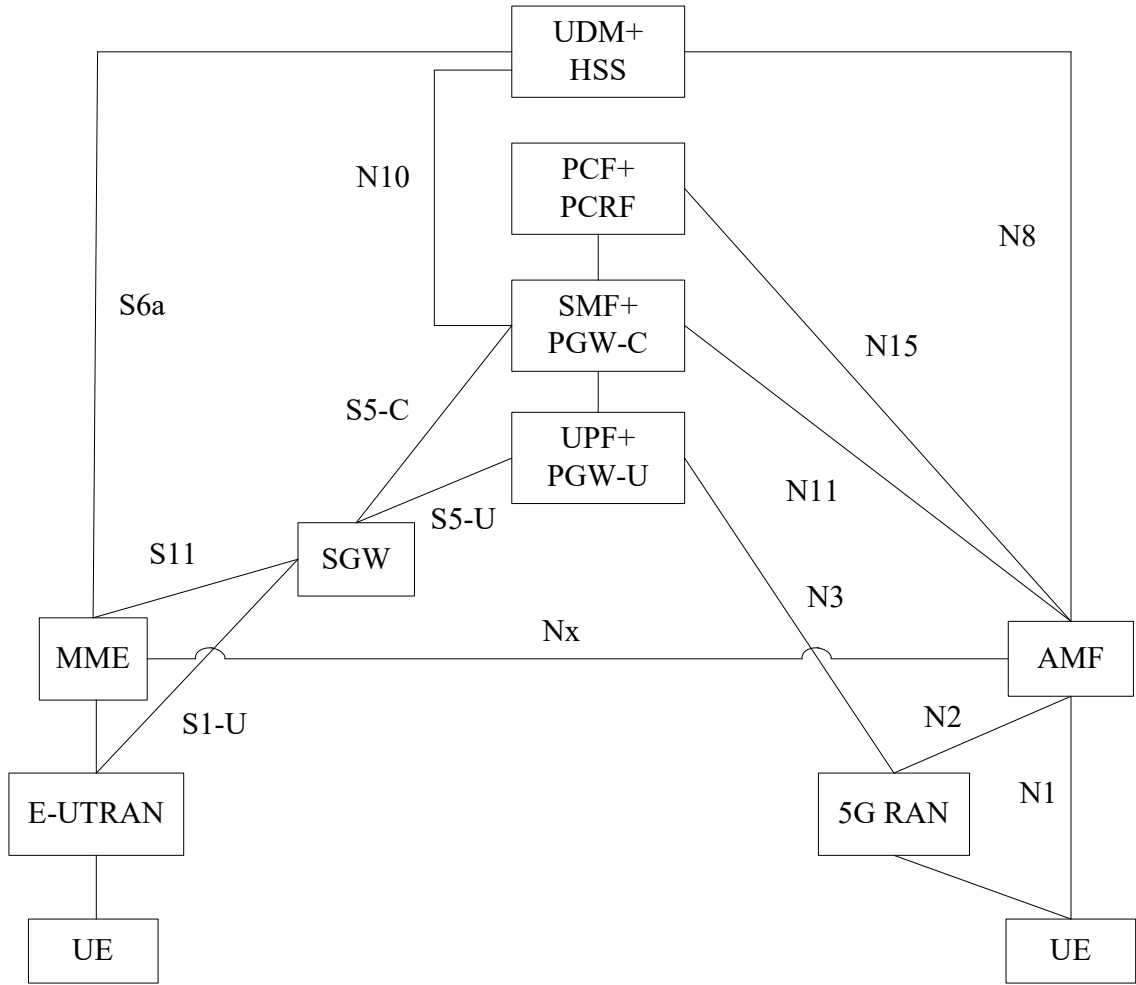 UDM+
HSS
PCF+
PCRF
N10
N8
S6a
SMF+
PGW-C
N15
S5-C
UPF+
PGW-U
N11
S5-U
S11
SGW
N3
Nx
MME
AMF
S1-U
N2
N1
E-UTRAN
5G RAN
UE
UE